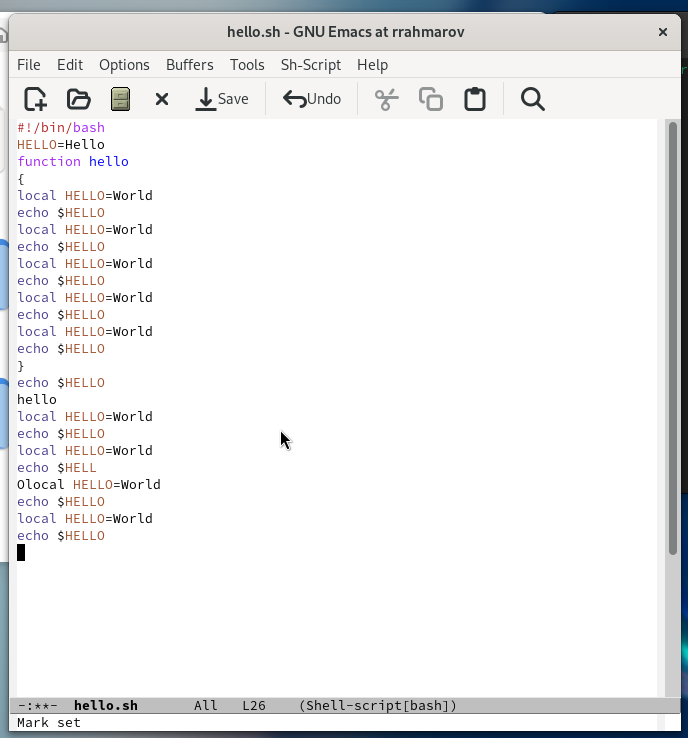 hello.sh - GNU Emacs at rrahmarov ×
File Edit Options Buffers Tools Sh-Script Help
Save Undo
#!/bin/bash
HELLO=Hello
function hello
{
local HELLO=World
echo $HELLO
local HELLO=World
echo $HELLO
local HELLO=World
echo $HELLO
local HELLO=World
echo $HELLO
local HELLO=World
echo $HELLO
}
echo $HELLO
hello
local HELLO=World
echo $HELLO
local HELLO=World
echo $HELL
Olocal HELLO=World
echo $HELLO
local HELLO=World
echo $HELLO
-:**- hello.sh All L26 (Shell-script[bash])
Mark set